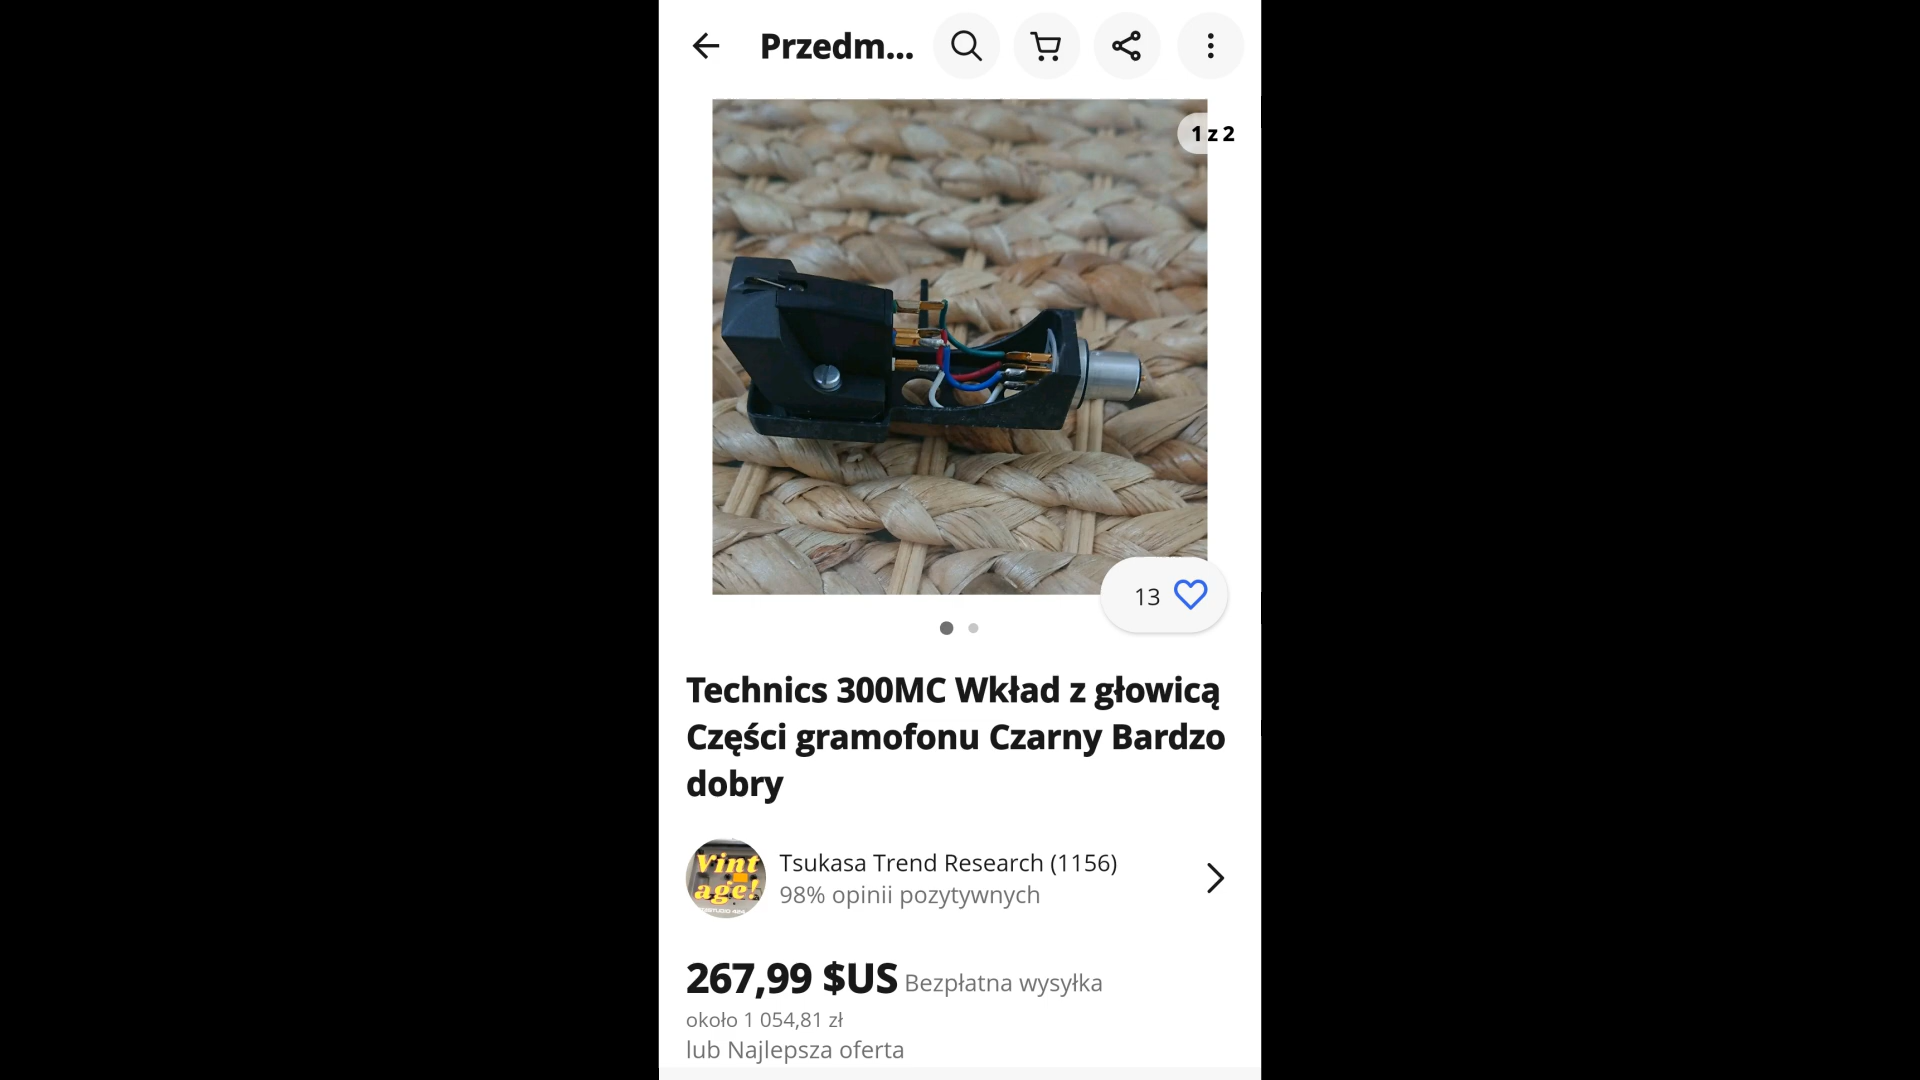 Przedm...
1 z 2
13
Technics 300MC Wkład z głowicą
Części gramofonu Czarny Bardzo
dobry
Vint
age!
Tsukasa Trend Research (1156)
98% opinii pozytywnych
267,99 $US Bezpłatna wysyłka
około 1 054,81 zł
lub Najlepsza oferta